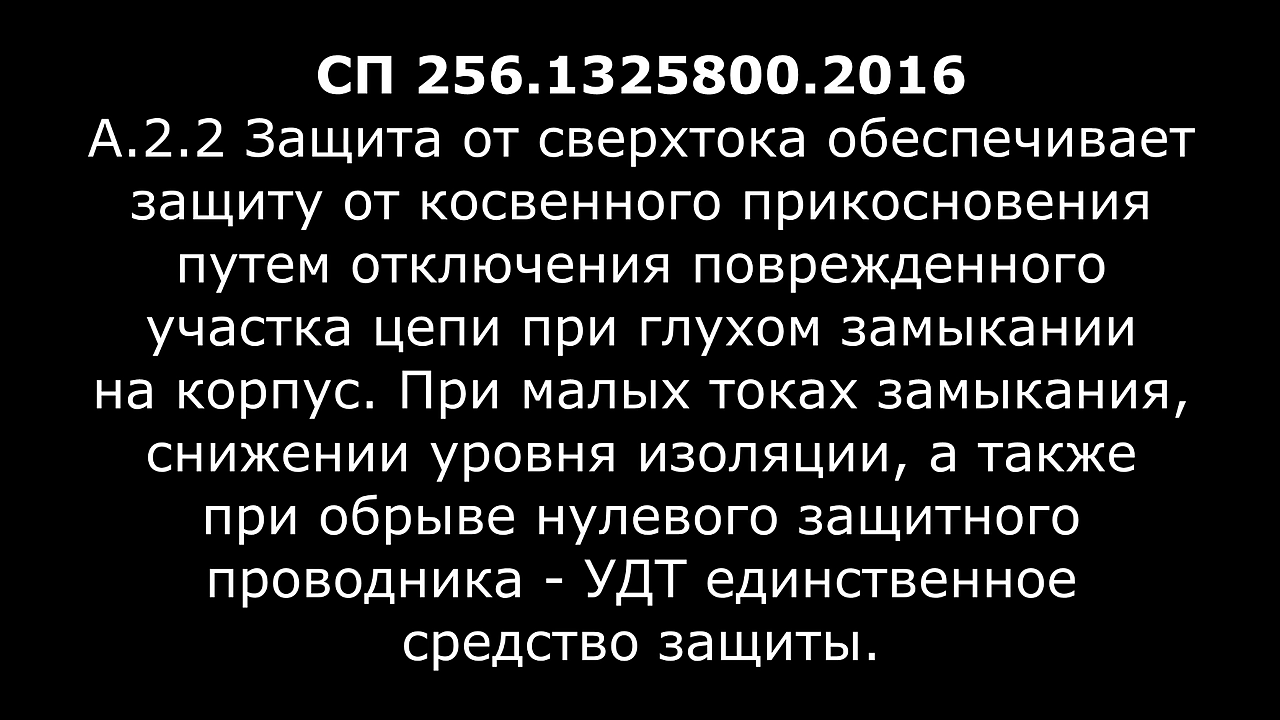 СП 256.1325800.2016
А.2.2 Защита от сверхтока обеспечивает
защиту от косвенного прикосновения
путем отключения поврежденного
участка цепи при глухом замыкании
на корпус. При малых токах замыкания,
снижении уровня изоляции, а также
при обрыве нулевого защитного
проводника - УДТ единственное
средство защиты.